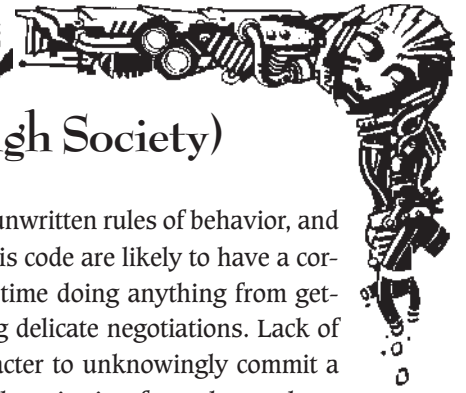 gh Society)
unwritten rules of behavior, and
is code are likely to have a cor-
time doing anything from get-
g delicate negotiations. Lack of
acter to unknowingly commit a